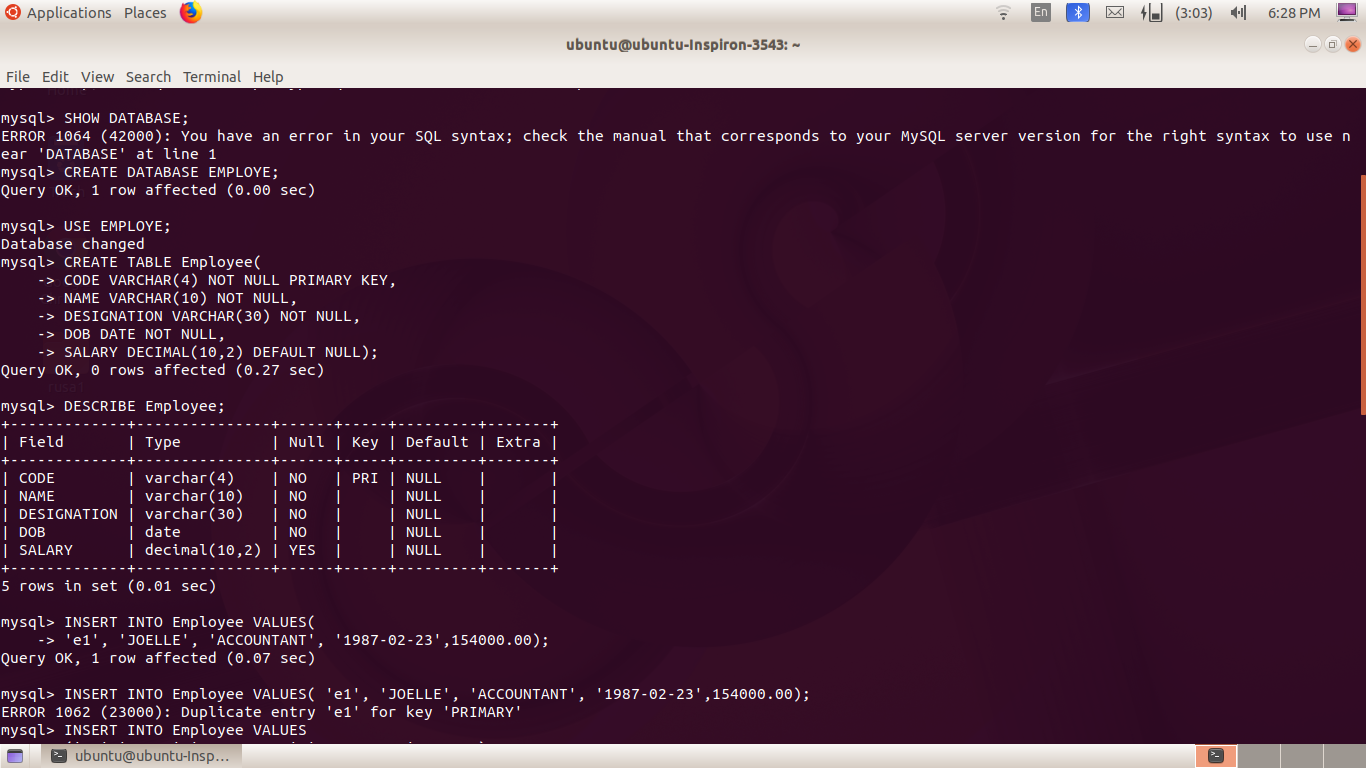 Applications Places En (3:03) 6:28 PM
ubuntu@ubuntu-Inspiron-3543: ~
File Edit View Search Terminal Help
mysql> SHOW DATABASE;
ERROR 1064 (42000): You have an error in your SQL syntax; check the manual that corresponds to your MySQL server version for the right syntax to use n
ear 'DATABASE' at line 1
mysql> CREATE DATABASE EMPLOYE;
Query OK, 1 row affected (0.00 sec)
mysql> USE EMPLOYE;
Database changed
mysql> CREATE TABLE Employee(
    -> CODE VARCHAR(4) NOT NULL PRIMARY KEY,
    -> NAME VARCHAR(10) NOT NULL,
    -> DESIGNATION VARCHAR(30) NOT NULL,
    -> DOB DATE NOT NULL,
    -> SALARY DECIMAL(10,2) DEFAULT NULL);
Query OK, 0 rows affected (0.27 sec)
mysql> DESCRIBE Employee;
+-------------+---------------+------+-----+---------+-------+
| Field       | Type          | Null | Key | Default | Extra |
+-------------+---------------+------+-----+---------+-------+
| CODE        | varchar(4)    | NO   | PRI | NULL    |       |
| NAME        | varchar(10)   | NO   |     | NULL    |       |
| DESIGNATION | varchar(30)   | NO   |     | NULL    |       |
| DOB         | date          | NO   |     | NULL    |       |
| SALARY      | decimal(10,2) | YES  |     | NULL    |       |
+-------------+---------------+------+-----+---------+-------+
5 rows in set (0.01 sec)
mysql> INSERT INTO Employee VALUES(
    -> 'e1', 'JOELLE', 'ACCOUNTANT', '1987-02-23',154000.00);
Query OK, 1 row affected (0.07 sec)
mysql> INSERT INTO Employee VALUES( 'e1', 'JOELLE', 'ACCOUNTANT', '1987-02-23',154000.00);
ERROR 1062 (23000): Duplicate entry 'e1' for key 'PRIMARY'
mysql> INSERT INTO Employee VALUES
ubuntu@ubuntu-Insp...